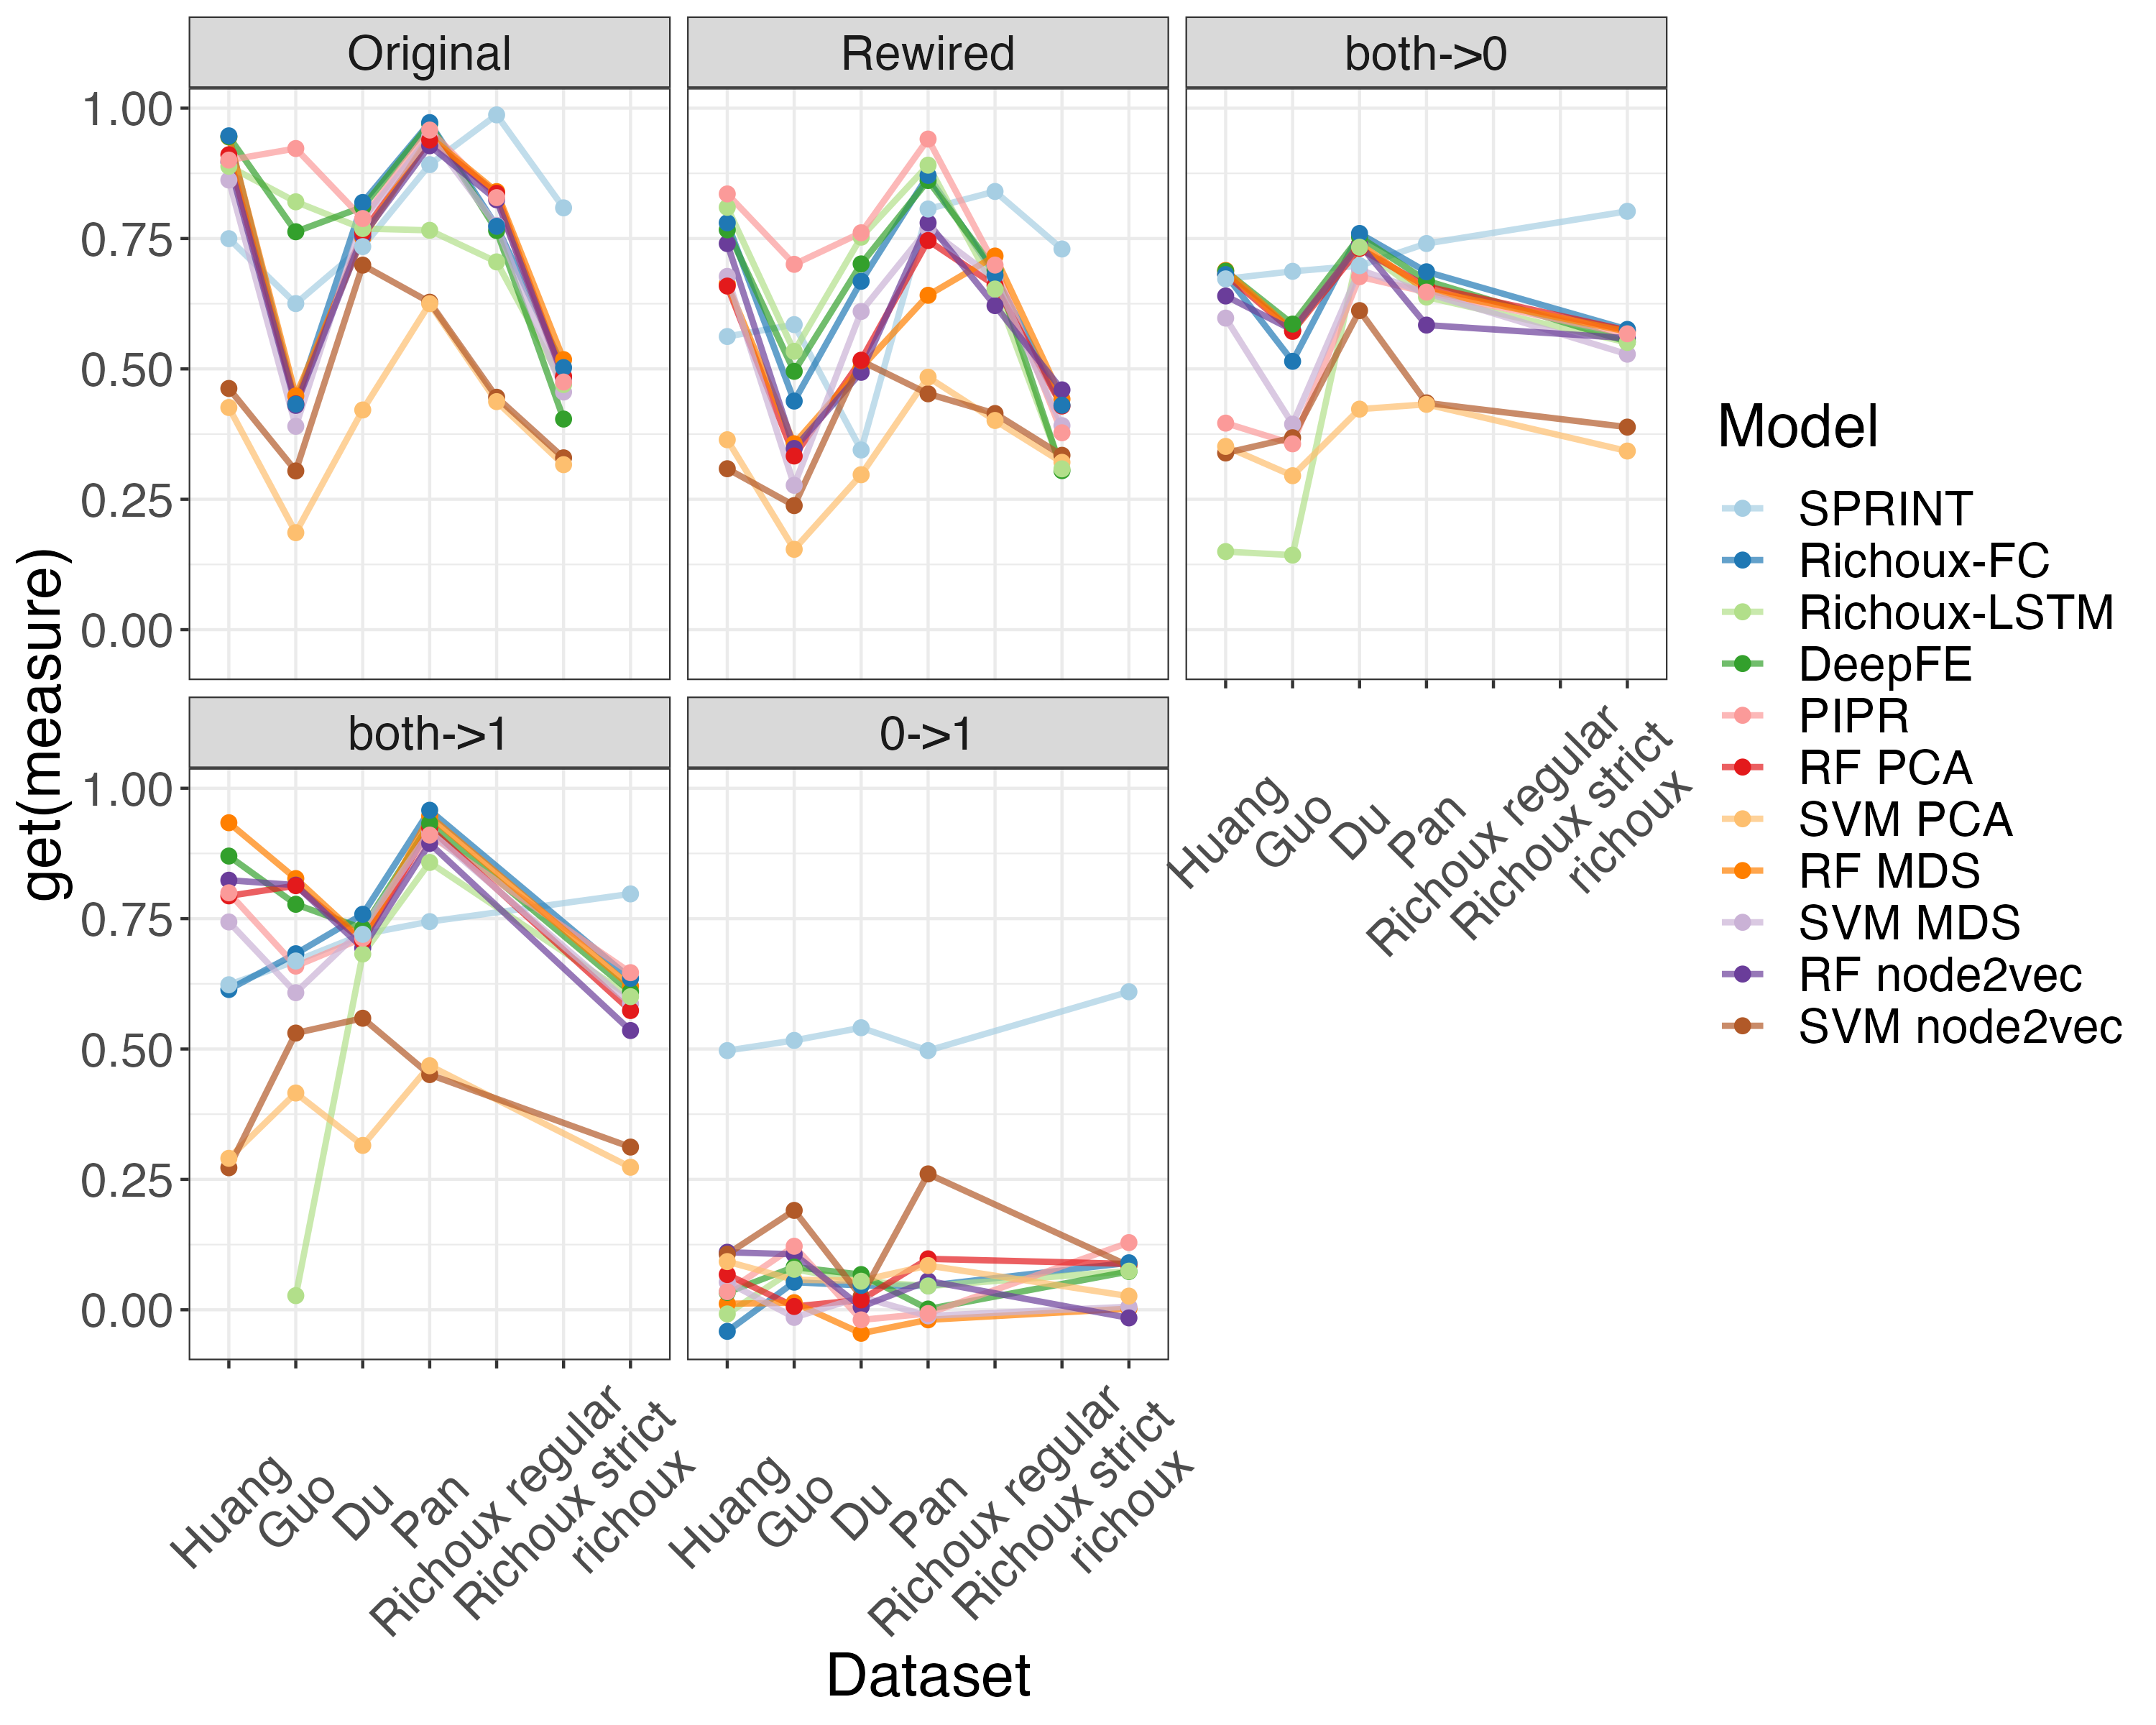 Original
Rewired
both->0
1.00
0.75
0.50
0.25
0.00
both->1
0->1
1.00
0.75
0.50
0.25
0.00
get(measure)
Huang
Guo
Du
Pan
Richoux regular
Richoux strict
richoux
Huang
Guo
Du
Pan
Richoux regular
Richoux strict
richoux
Huang
Guo
Du
Pan
Richoux regular
Richoux strict
richoux
Dataset
Model
SPRINT
Richoux-FC
Richoux-LSTM
DeepFE
PIPR
RF PCA
SVM PCA
RF MDS
SVM MDS
RF node2vec
SVM node2vec